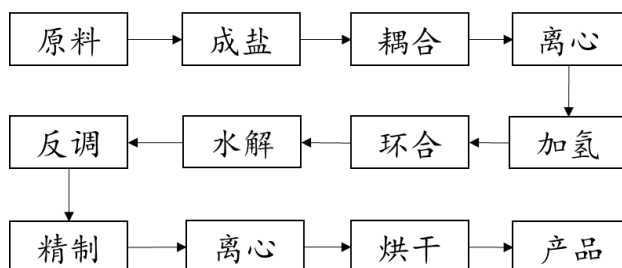 原料 成盐 耦合 离心
反调 水解 环合 加氢
精制 离心 烘干 产品